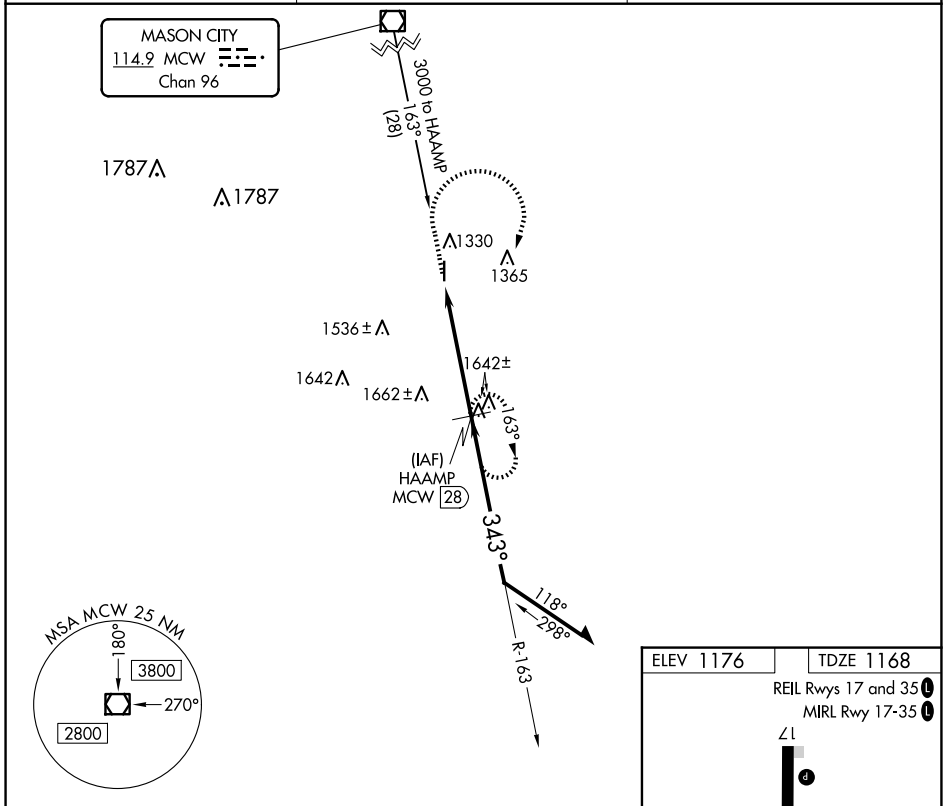 MASON CITY
114.9 MCW
Chan 96
3000 to HAAMP
163°
(28)
1787
1787
1330
1365
1536±
1642±
1642
1662±
163°
(IAF)
HAAMP
MCW 28
343°
118°
298°
R-163
MSA MCW 25 NM
180°
3800
270°
2800
ELEV 1176
TDZE 1168
REIL Rwys 17 and 35 L
MIRL Rwy 17-35 L
17
P